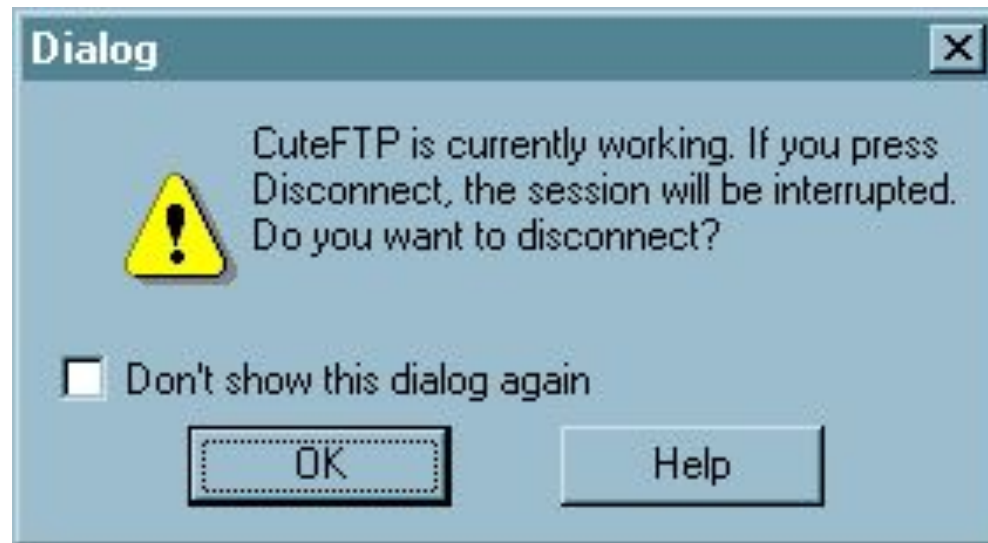 Dialog
CuteFTP is currently working. If you press
Disconnect, the session will be interrupted.
Do you want to disconnect?
Don't show this dialog again
OK
Help